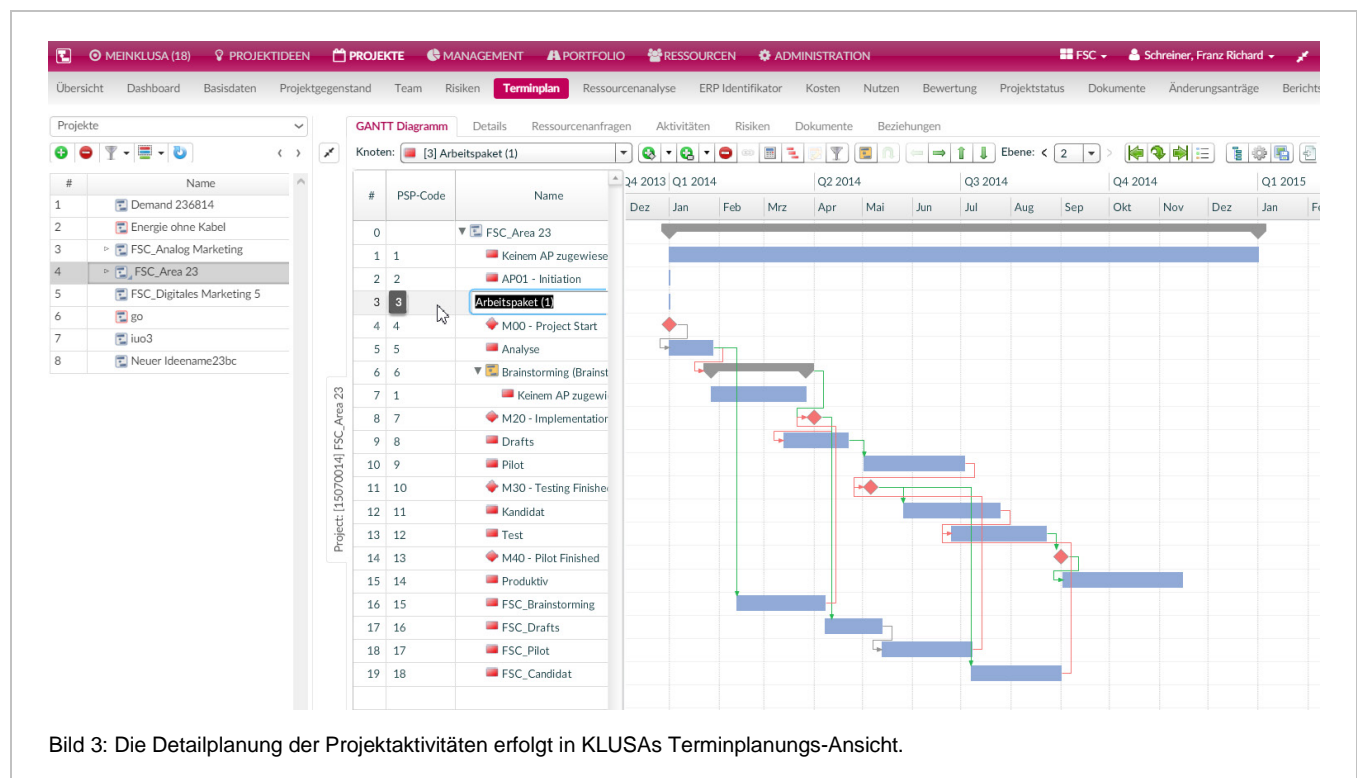 MEINKLUSA (18) PROJEKTIDEEN PROJEKTE MANAGEMENT PORTFOLIO RESSOURCEN ADMINISTRATION FSC Schreiner, Franz Richard
Übersicht Dashboard Basisdaten Projektgegenstand Team Risiken Terminplan Ressourcenanalyse ERP Identifikator Kosten Nutzen Bewertung Projektstatus Dokumente Änderungsanträge Berichts
Projekte
GANTT Diagramm Details Ressourcenanfragen Aktivitäten Risiken Dokumente Beziehungen
Knoten: [3] Arbeitspaket (1) Ebene: < 2 >
# Name
1 Demand 236814
2 Energie ohne Kabel
3 FSC_Analog Marketing
4 FSC_Area 23
5 FSC_Digitales Marketing 5
6 go
7 iuo3
8 Neuer Ideename23bc
Project: [15070014] FSC_Area 23
# PSP-Code Name
Q4 2013 Q1 2014 Q2 2014 Q3 2014 Q4 2014 Q1 2015
Dez Jan Feb Mrz Apr Mai Jun Jul Aug Sep Okt Nov Dez Jan
0 FSC_Area 23
1 1 Keinem AP zugewiese
2 2 AP01 - Initiation
3 3 Arbeitspaket (1)
4 4 M00 - Project Start
5 5 Analyse
6 6 Brainstorming (Brainst
7 1 Keinem AP zugewi
8 7 M20 - Implementation
9 8 Drafts
10 9 Pilot
11 10 M30 - Testing Finishe
12 11 Kandidat
13 12 Test
14 13 M40 - Pilot Finished
15 14 Produktiv
16 15 FSC_Brainstorming
17 16 FSC_Drafts
18 17 FSC_Pilot
19 18 FSC_Candidat
Bild 3: Die Detailplanung der Projektaktivitäten erfolgt in KLUSAs Terminplanungs-Ansicht.